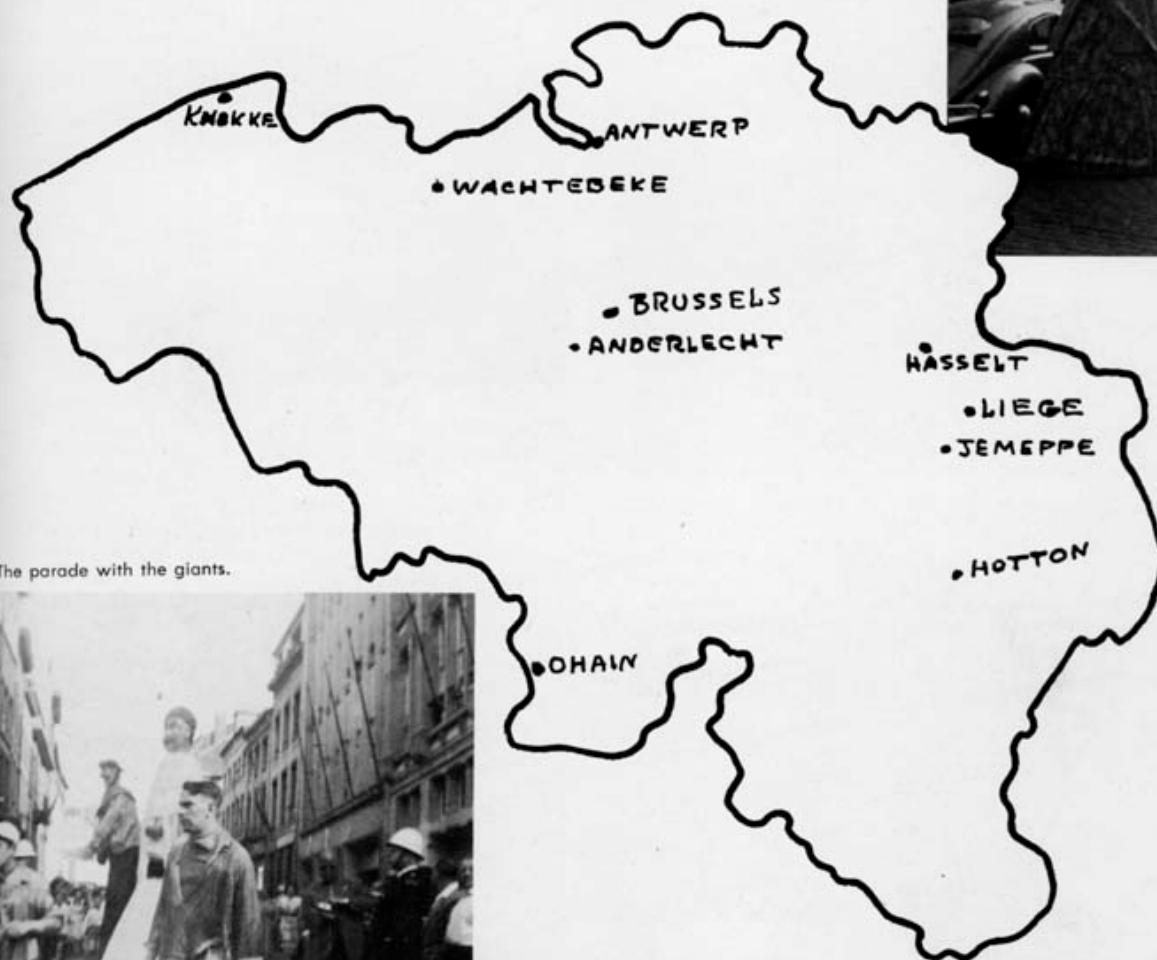 KNOKKE
ANTWERP
WACHTEBEKE
BRUSSELS
ANDERLECHT
HASSELT
LIEGE
JEMEPPE
HOTTON
The parade with the giants.
OHAIN